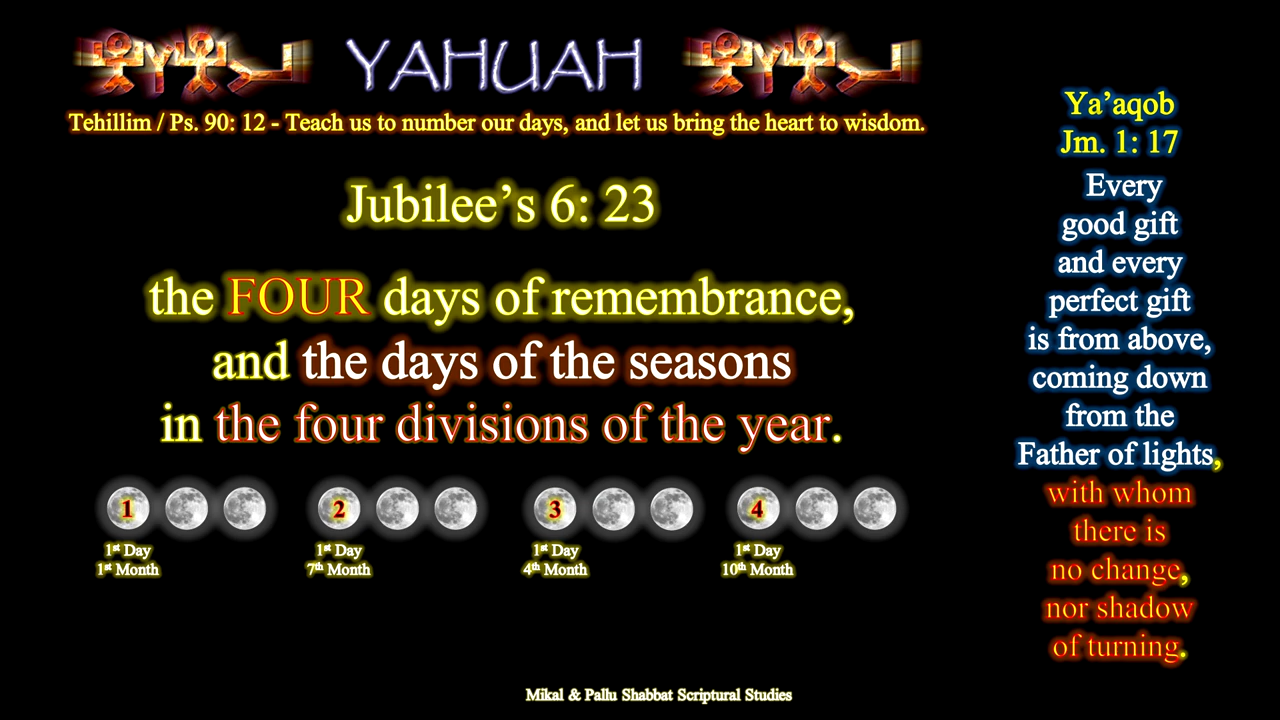 YAHUAH
Tehillim / Ps. 90: 12 - Teach us to number our days, and let us bring the heart to wisdom.
Jubilee’s 6: 23
the FOUR days of remembrance,
and the days of the seasons
in the four divisions of the year.
1 2 3 4
1st Day 1st Day 1st Day 1st Day
1st Month 7th Month 4th Month 10th Month
Ya’aqob
Jm. 1: 17
Every
good gift
and every
perfect gift
is from above,
coming down
from the
Father of lights,
with whom
there is
no change,
nor shadow
of turning.
Mikal & Pallu Shabbat Scriptural Studies